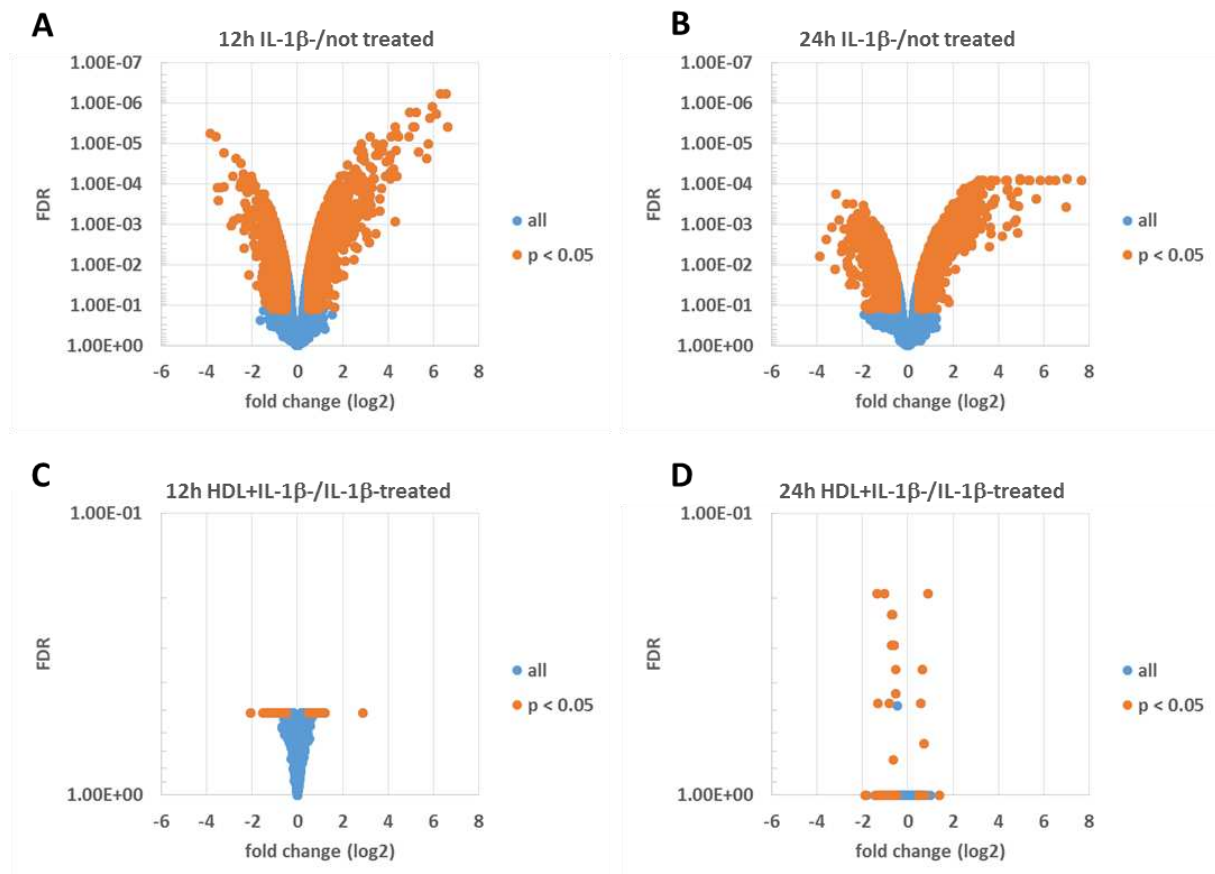 A
12h IL-1β-/not treated
1.00E-07
1.00E-06
1.00E-05
1.00E-04
1.00E-03
1.00E-02
1.00E-01
1.00E+00
FDR
-6 -4 -2 0 2 4 6 8
fold change (log2)
all
p < 0.05
B
24h IL-1β-/not treated
1.00E-07
1.00E-06
1.00E-05
1.00E-04
1.00E-03
1.00E-02
1.00E-01
1.00E+00
FDR
-6 -4 -2 0 2 4 6 8
fold change (log2)
all
p < 0.05
C
12h HDL+IL-1β-/IL-1β-treated
1.00E-01
1.00E+00
FDR
-6 -4 -2 0 2 4 6 8
fold change (log2)
all
p < 0.05
D
24h HDL+IL-1β-/IL-1β-treated
1.00E-01
1.00E+00
FDR
-6 -4 -2 0 2 4 6 8
fold change (log2)
all
p < 0.05